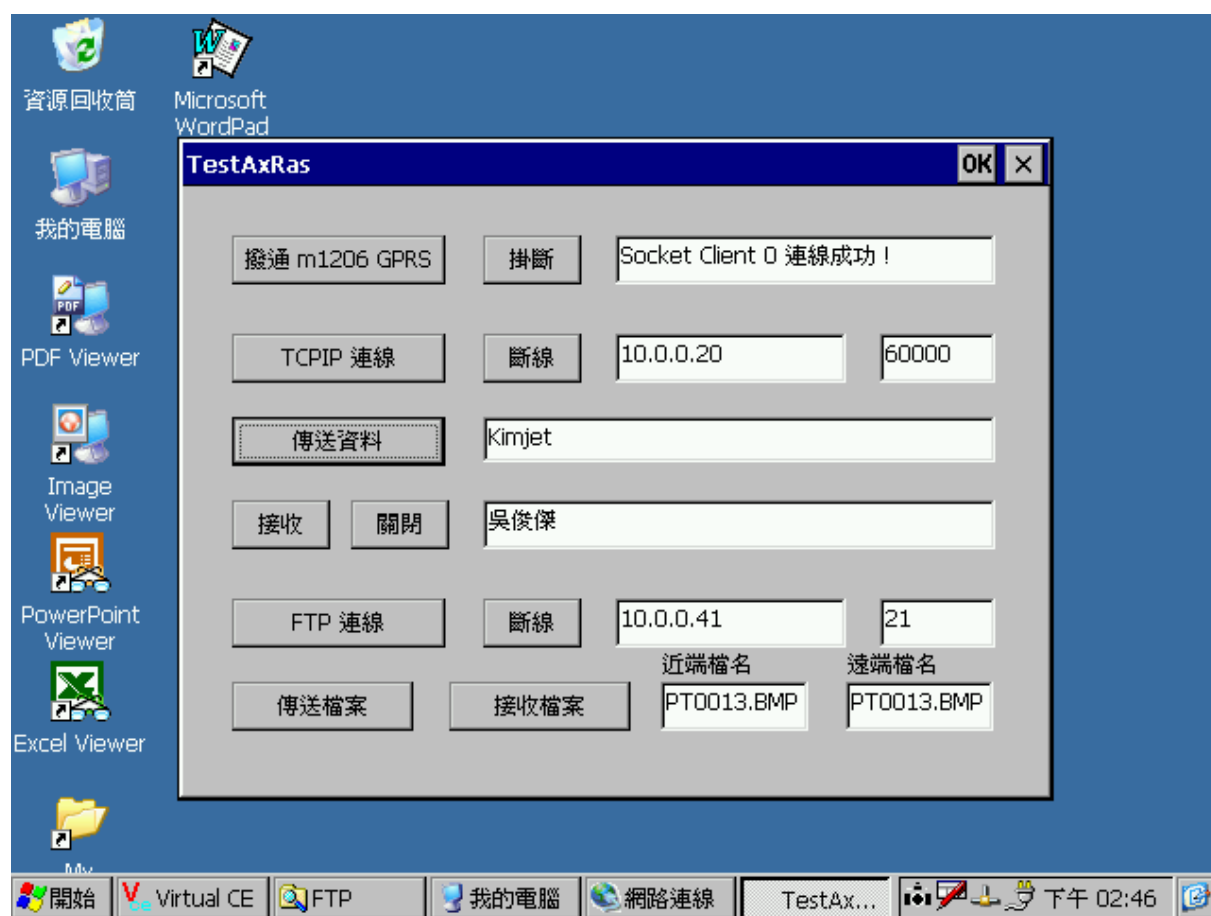 資源回收筒
Microsoft
WordPad
我的電腦
PDF
PDF Viewer
Image
Viewer
PowerPoint
Viewer
Excel Viewer
My
TestAxRas
OK
撥通 m1206 GPRS
掛斷
Socket Client 0 連線成功!
TCPIP 連線
斷線
10.0.0.20
60000
傳送資料
Kimjet
接收
關閉
吳俊傑
FTP 連線
斷線
10.0.0.41
21
近端檔名
遠端檔名
傳送檔案
接收檔案
PT0013.BMP
PT0013.BMP
開始
Virtual CE
FTP
我的電腦
網路連線
TestAx...
下午 02:46